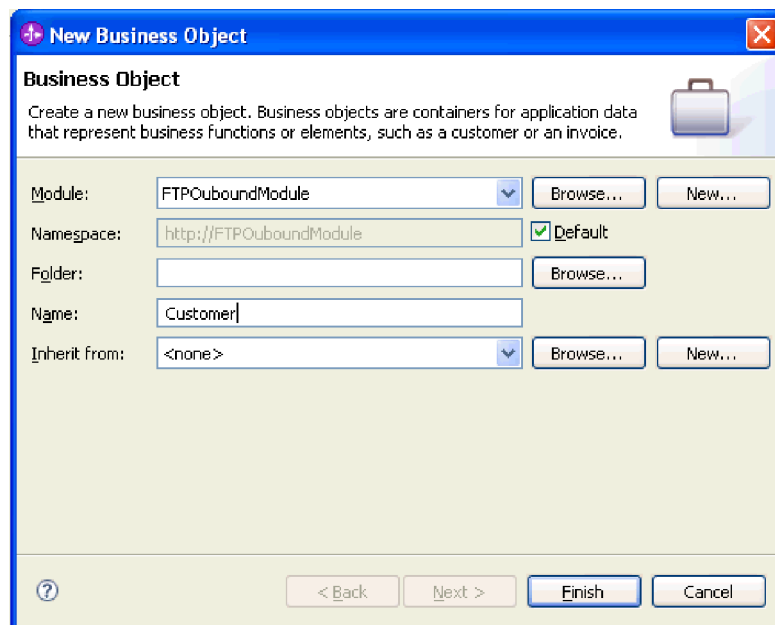 New Business Object
Business Object
Create a new business object. Business objects are containers for application data
that represent business functions or elements, such as a customer or an invoice.
Module: FTPOuboundModule Browse... New...
Namespace: http://FTPOuboundModule Default
Folder: Browse...
Name: Customer
Inherit from: <none> Browse... New...
? < Back Next > Finish Cancel